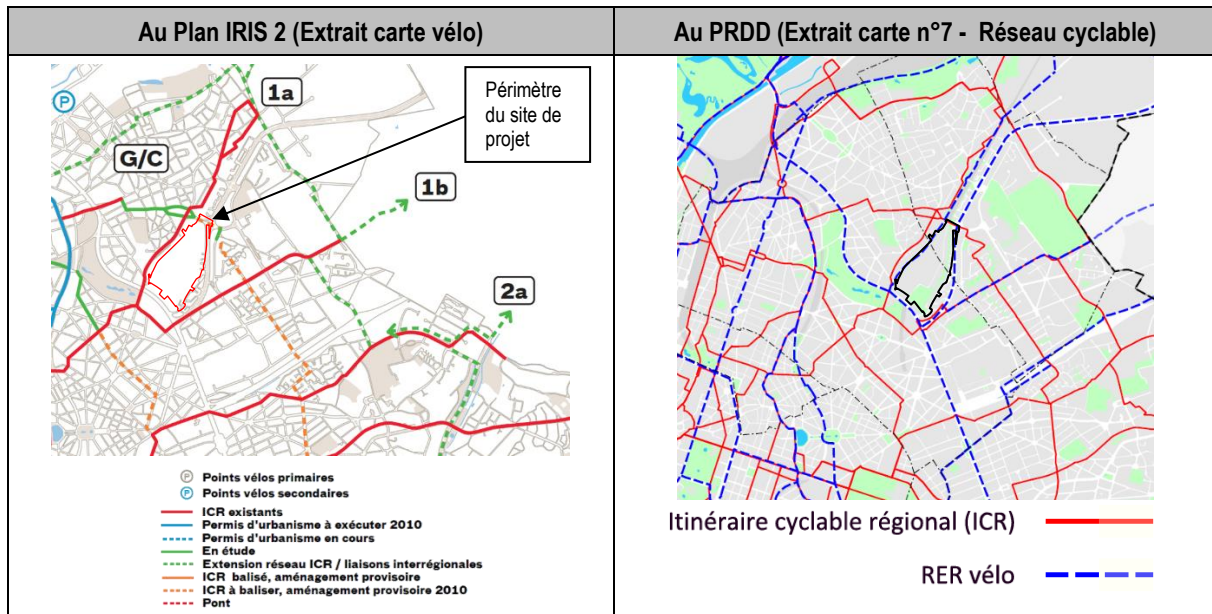 Au Plan IRIS 2 (Extrait carte vélo)
Au PRDD (Extrait carte n°7 - Réseau cyclable)
P
1a
Périmètre
du site de
projet
G/C
1b
2a
P Points vélos primaires
P Points vélos secondaires
ICR existants
Permis d'urbanisme à exécuter 2010
Permis d'urbanisme en cours
En étude
Extension réseau ICR / liaisons interrégionales
ICR balisé, aménagement provisoire
ICR à baliser, aménagement provisoire 2010
Pont
Itinéraire cyclable régional (ICR)
RER vélo